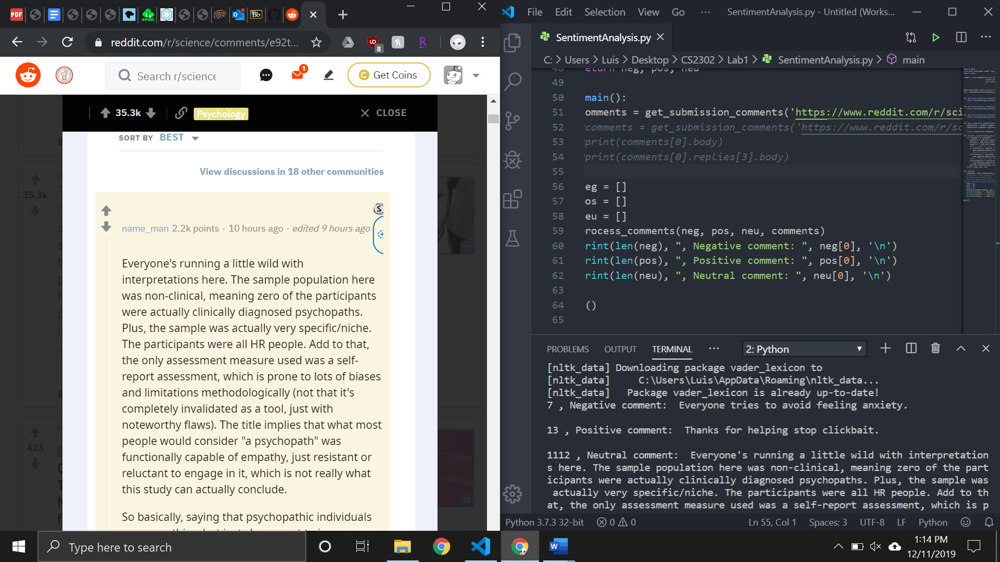 PDF
Bb
reddit.com/r/science/comments/e92t...
8
Search r/science
1
Get Coins
35.3k
Psychology
CLOSE
SORT BY BEST
View discussions in 18 other communities
35.3k
name_man 2.2k points · 10 hours ago · edited 9 hours ago
Everyone's running a little wild with
interpretations here. The sample population here
was non-clinical, meaning zero of the participants
were actually clinically diagnosed psychopaths.
Plus, the sample was actually very specific/niche.
The participants were all HR people. Add to that,
the only assessment measure used was a self-
report assessment, which is prone to lots of biases
and limitations methodologically (not that it's
completely invalidated as a tool, just with
noteworthy flaws). The title implies that what most
people would consider "a psychopath" was
functionally capable of empathy, just resistant or
reluctant to engage in it, which is not really what
this study can actually conclude.
So basically, saying that psychopathic individuals
423
File Edit Selection View Go ··· SentimentAnalysis.py - Untitled (Works...
SentimentAnalysis.py
C: > Users > Luis > Desktop > CS2302 > Lab1 > SentimentAnalysis.py > main
48 eturn neg, pos, neu
49
50 main():
51 omments = get_submission_comments('https://www.reddit.com/r/sci
52 comments = get_submission_comments('https://www.reddit.com/r/sc
53 print(comments[0].body)
54 print(comments[0].replies[3].body)
55
56 eg = []
57 os = []
58 eu = []
59 rocess_comments(neg, pos, neu, comments)
60 rint(len(neg), ", Negative comment: ", neg[0], '\n')
61 rint(len(pos), ", Positive comment: ", pos[0], '\n')
62 rint(len(neu), ", Neutral comment: ", neu[0], '\n')
63
64 ()
65
PROBLEMS OUTPUT TERMINAL ··· 2: Python
[nltk_data] Downloading package vader_lexicon to
[nltk_data]     C:\Users\Luis\AppData\Roaming\nltk_data...
[nltk_data]   Package vader_lexicon is already up-to-date!
7 , Negative comment:  Everyone tries to avoid feeling anxiety.
13 , Positive comment:  Thanks for helping stop clickbait.
1112 , Neutral comment:  Everyone's running a little wild with interpretation
s here. The sample population here was non-clinical, meaning zero of the part
icipants were actually clinically diagnosed psychopaths. Plus, the sample was
 actually very specific/niche. The participants were all HR people. Add to th
at, the only assessment measure used was a self-report assessment, which is p
Python 3.7.3 32-bit 0 0 Ln 55, Col 1 Spaces: 3 UTF-8 LF Python
Type here to search
1:14 PM
12/11/2019